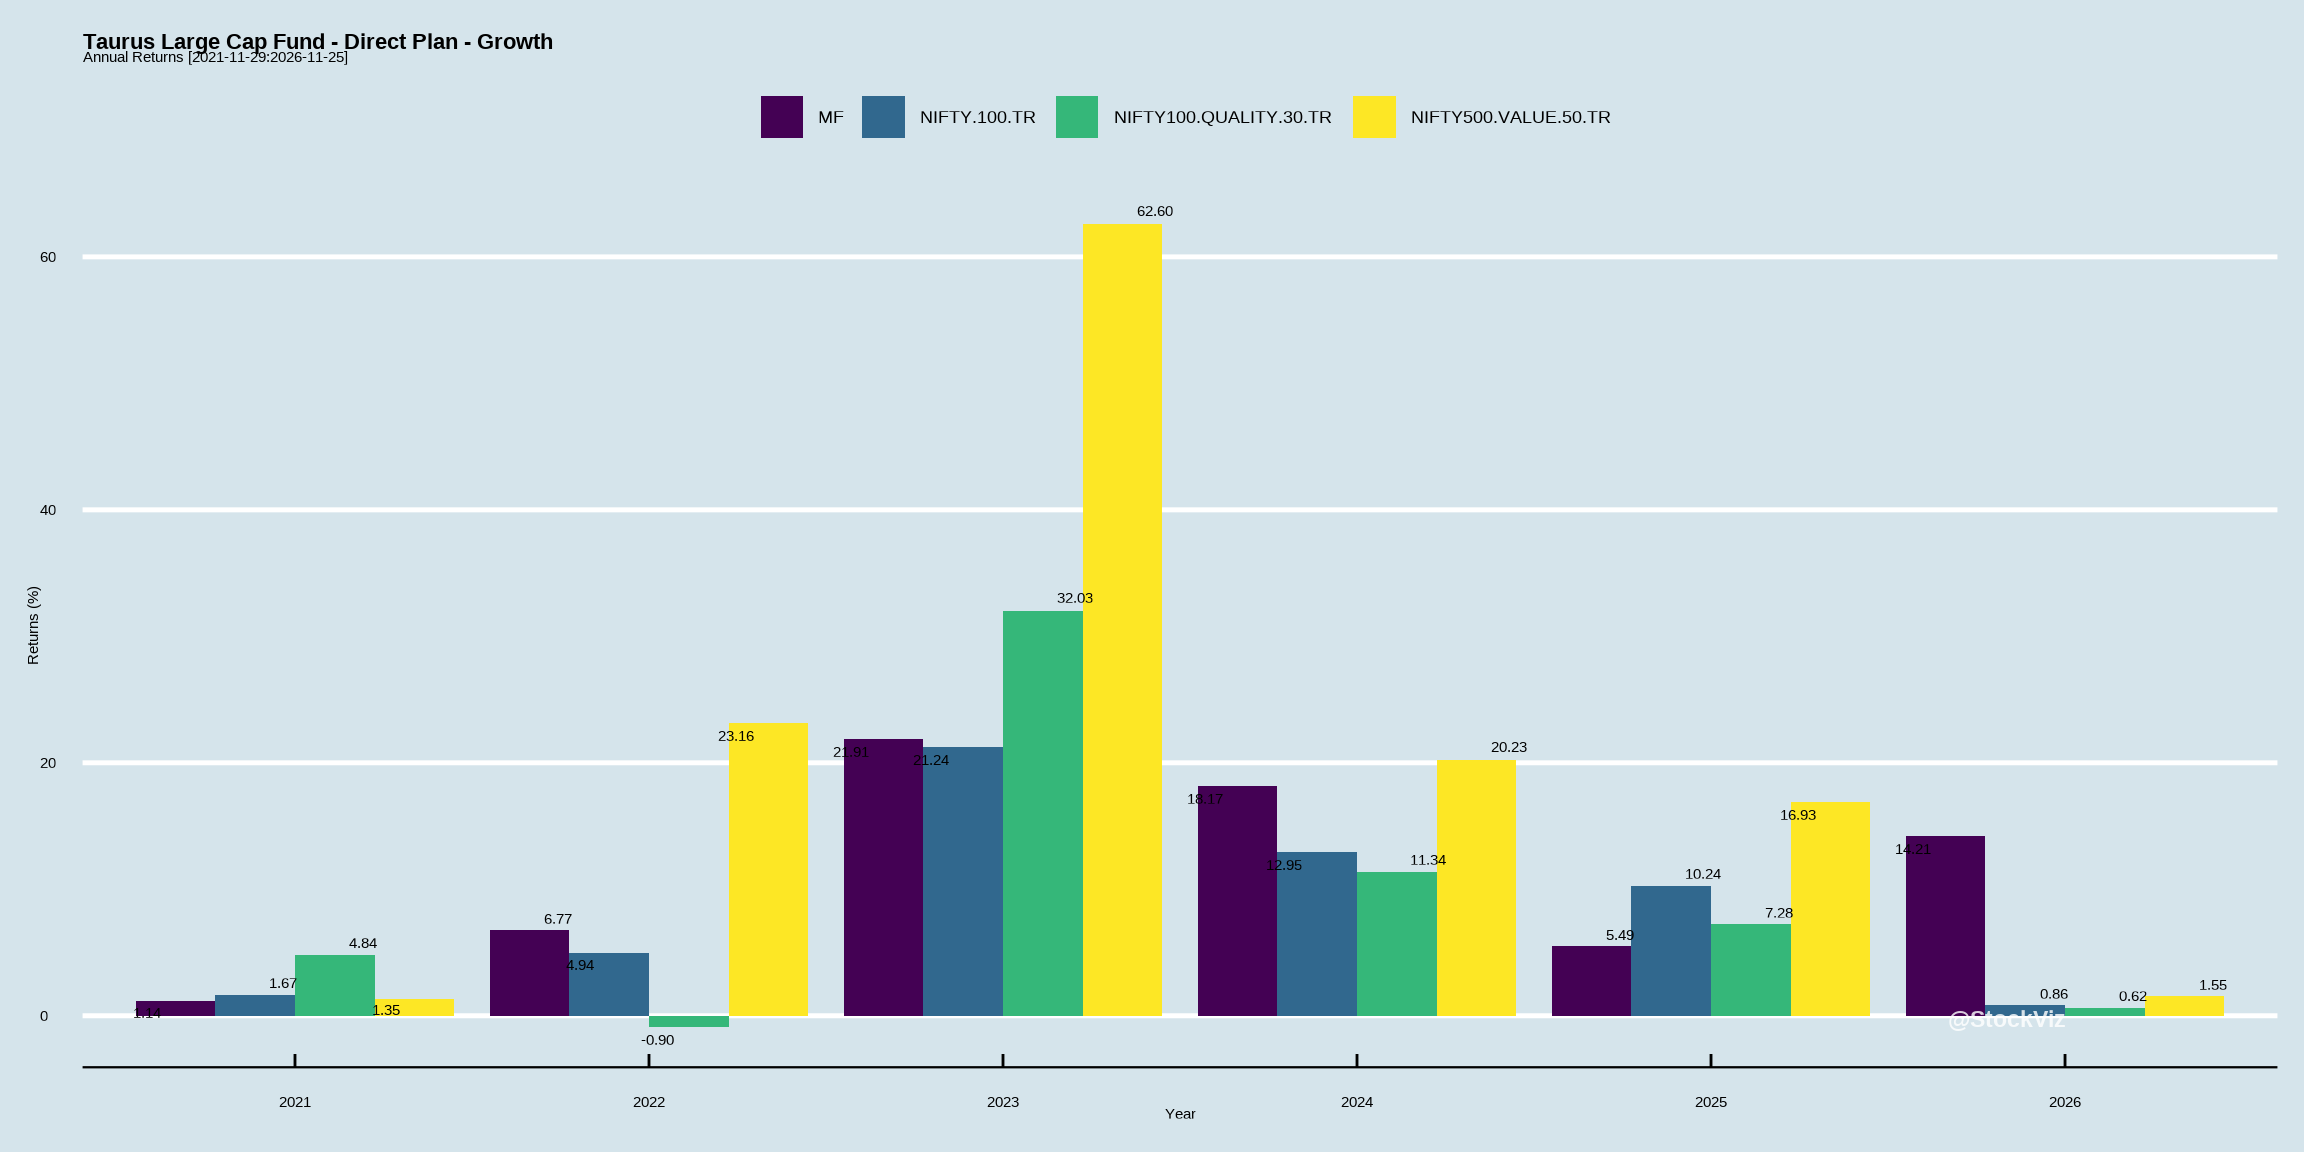 Taurus Large Cap Fund - Direct Plan - Growth
Annual Returns [2021-11-29:2026-11-25]
MF NIFTY.100.TR NIFTY100.QUALITY.30.TR NIFTY500.VALUE.50.TR
62.60
60
40
32.03
Returns (%)
23.16 21.91 21.24 20.23
20
18.17 16.93
12.95 11.34 10.24 14.21
6.77 5.49 7.28
4.84 4.94
1.14 1.67 1.35 0.86 0.62 1.55
0
@StockViz
-0.90
2021 2022 2023 2024 2025 2026
Year